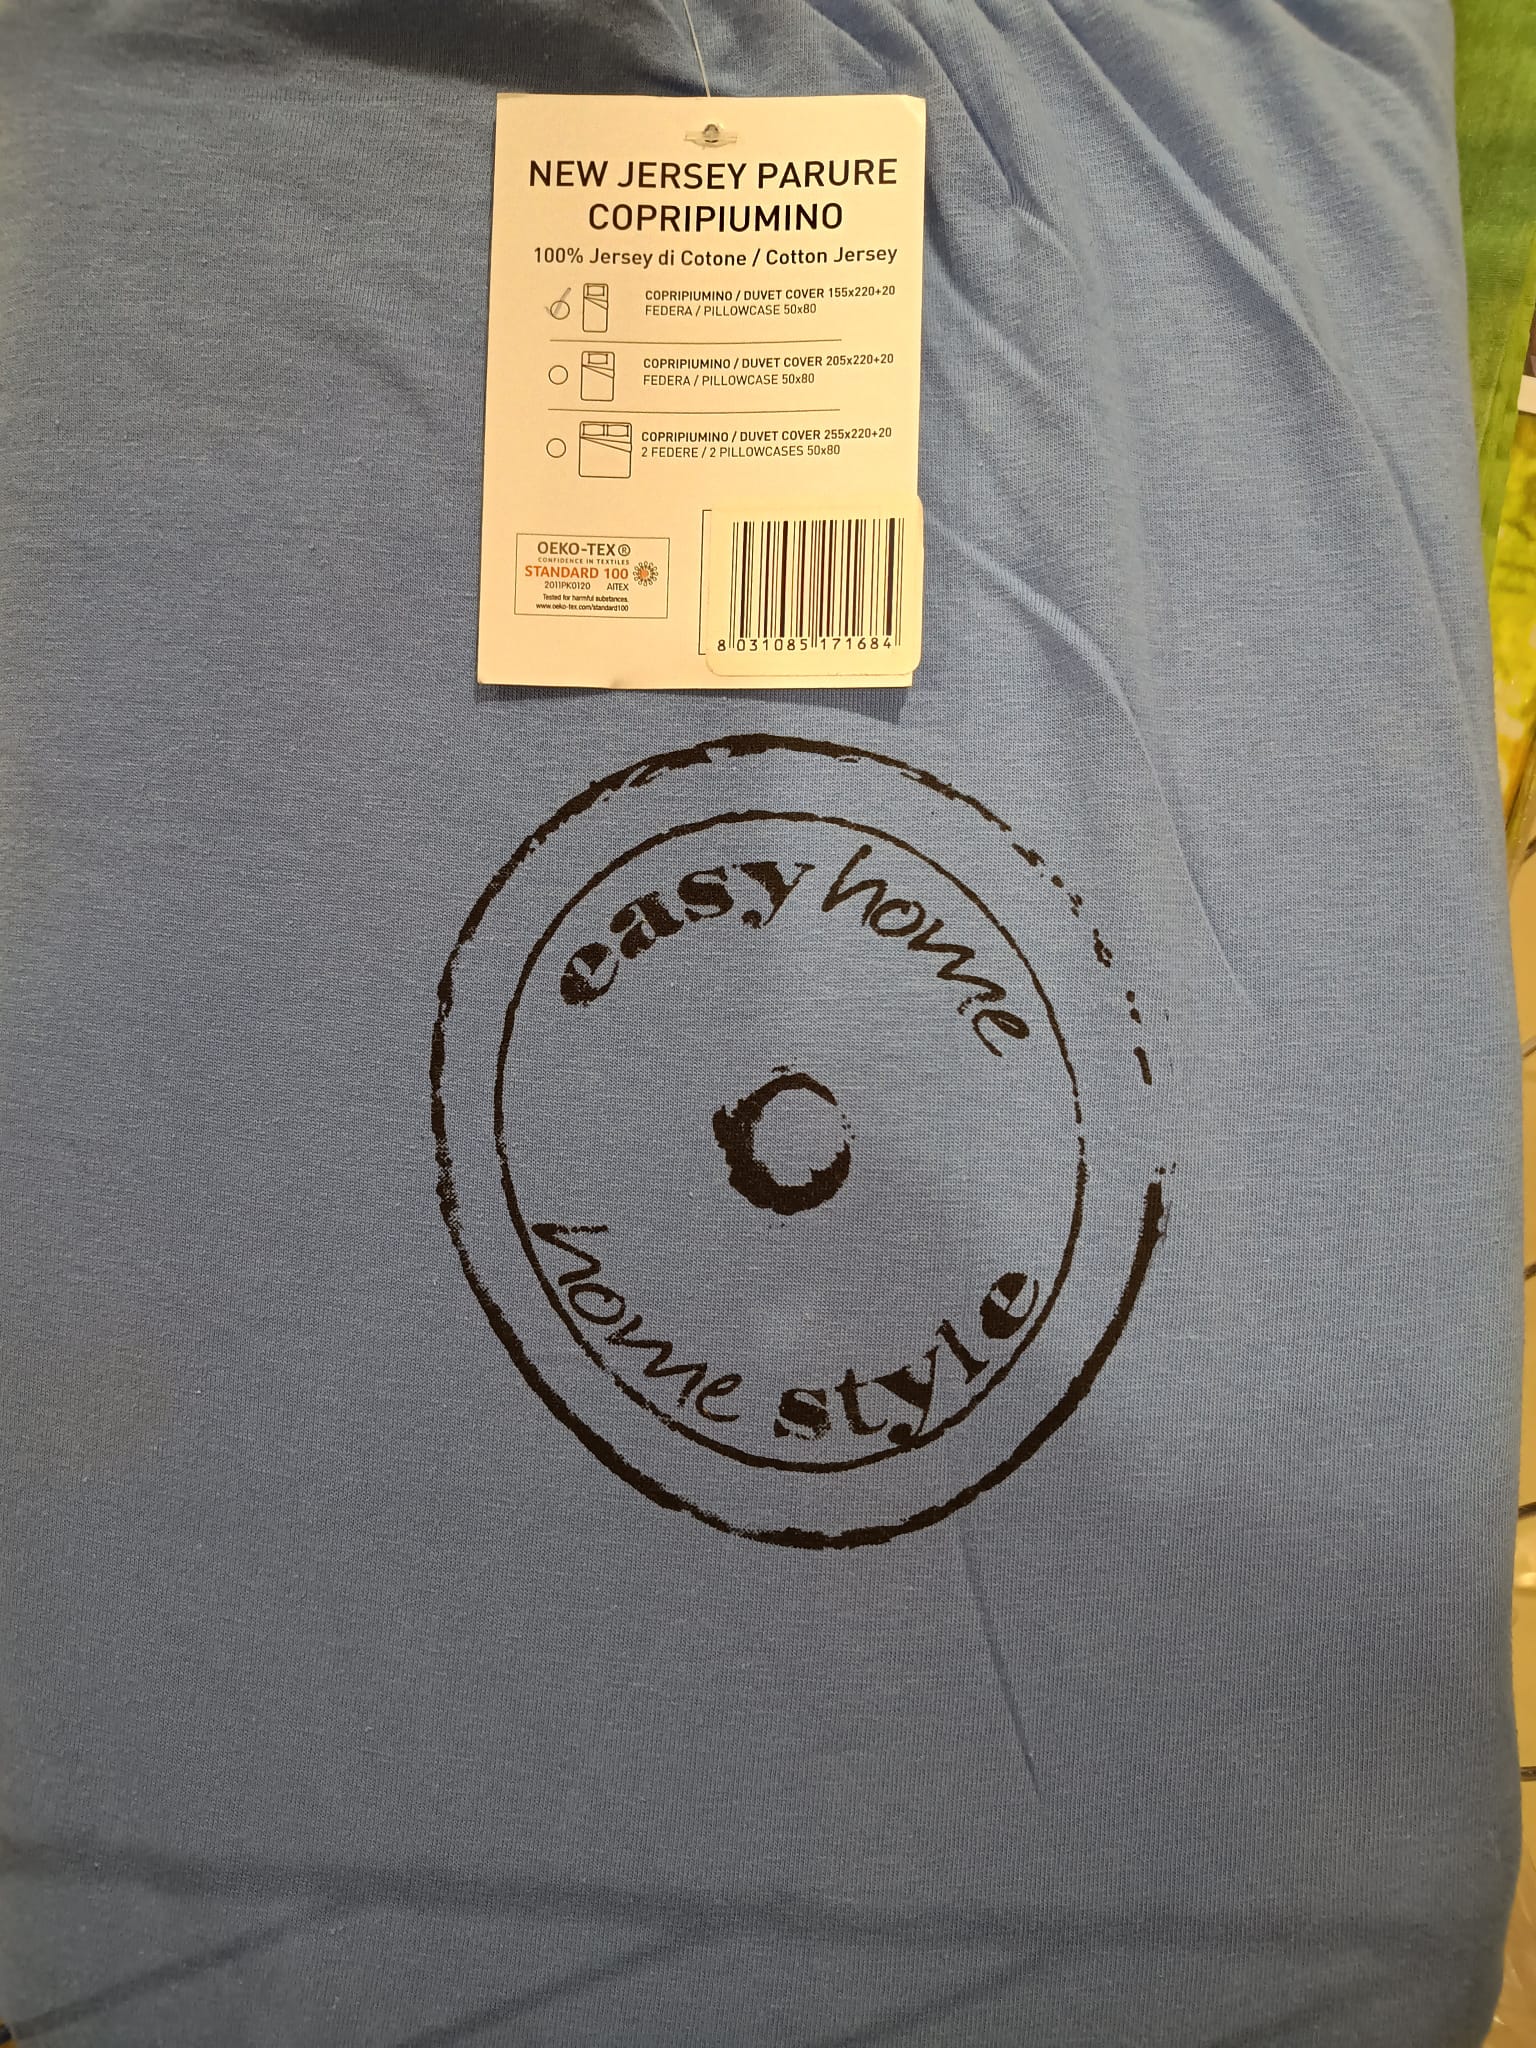 NEW JERSEY PARURE
COPRIPIUMINO
100% Jersey di Cotone / Cotton Jersey
COPRIPIUMINO / DUVET COVER 155x220+20
FEDERA / PILLOWCASE 50x80
COPRIPIUMINO / DUVET COVER 205x220+20
FEDERA / PILLOWCASE 50x80
COPRIPIUMINO / DUVET COVER 255x220+20
2 FEDERE / 2 PILLOWCASES 50x80
OEKO-TEX®
CONFIDENCE IN TEXTILES
STANDARD 100
2011PK0120 AITEX
Tested for harmful substances.
www.oeko-tex.com/standard100
8 031085 171684
easy home
home style